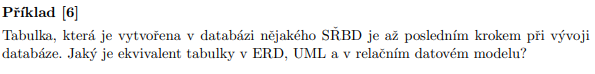 Příklad [6]
Tabulka, která je vytvořena v databázi nějakého SŘBD je až posledním krokem při vývoji
databáze. Jaký je ekvivalent tabulky v ERD, UML a v relačním datovém modelu?